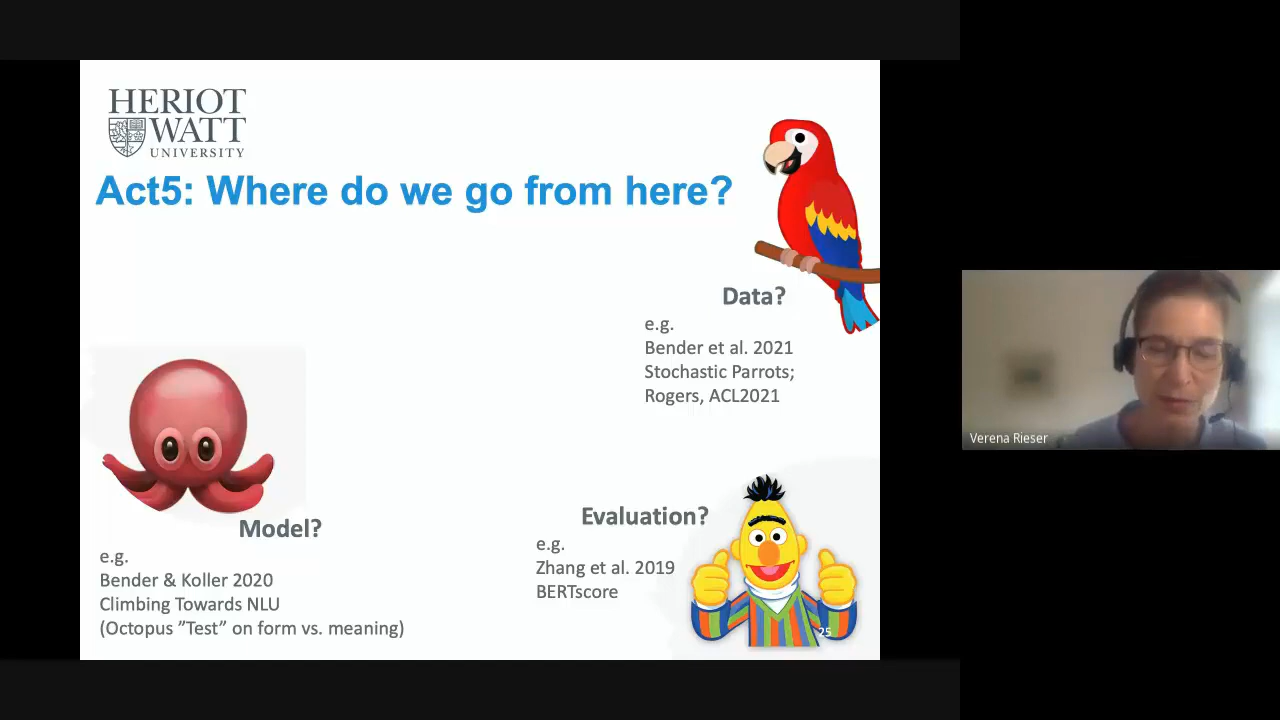 HERIOT
WATT
UNIVERSITY
Act5: Where do we go from here?
Data?
e.g.
Bender et al. 2021
Stochastic Parrots;
Rogers, ACL2021
Model?
e.g.
Bender & Koller 2020
Climbing Towards NLU
(Octopus ”Test” on form vs. meaning)
Evaluation?
e.g.
Zhang et al. 2019
BERTscore
25
Verena Rieser